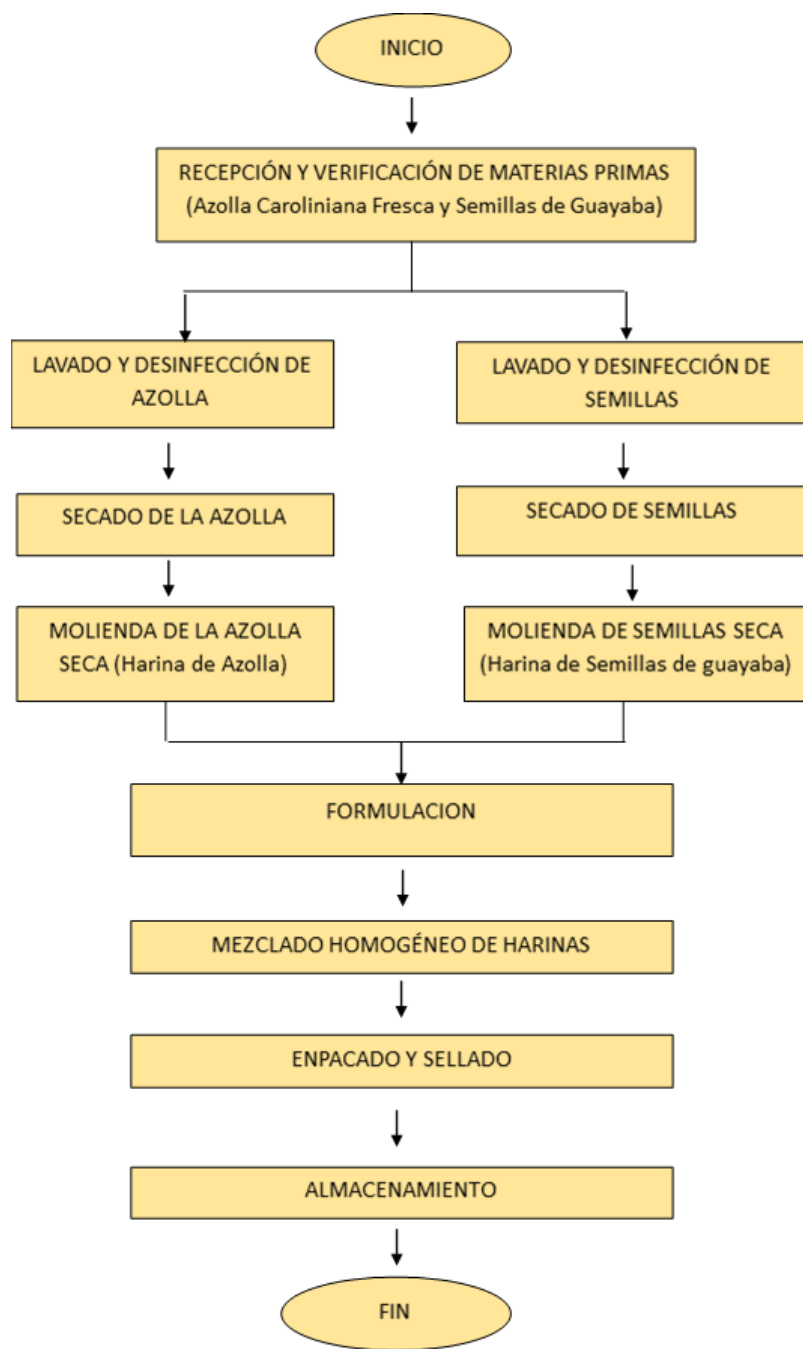 INICIO
RECEPCIÓN Y VERIFICACIÓN DE MATERIAS PRIMAS
(Azolla Caroliniana Fresca y Semillas de Guayaba)
LAVADO Y DESINFECCIÓN DE
AZOLLA
LAVADO Y DESINFECCIÓN DE
SEMILLAS
SECADO DE LA AZOLLA
SECADO DE SEMILLAS
MOLIENDA DE LA AZOLLA
SECA (Harina de Azolla)
MOLIENDA DE SEMILLAS SECA
(Harina de Semillas de guayaba)
FORMULACION
MEZCLADO HOMOGÉNEO DE HARINAS
ENPACADO Y SELLADO
ALMACENAMIENTO
FIN